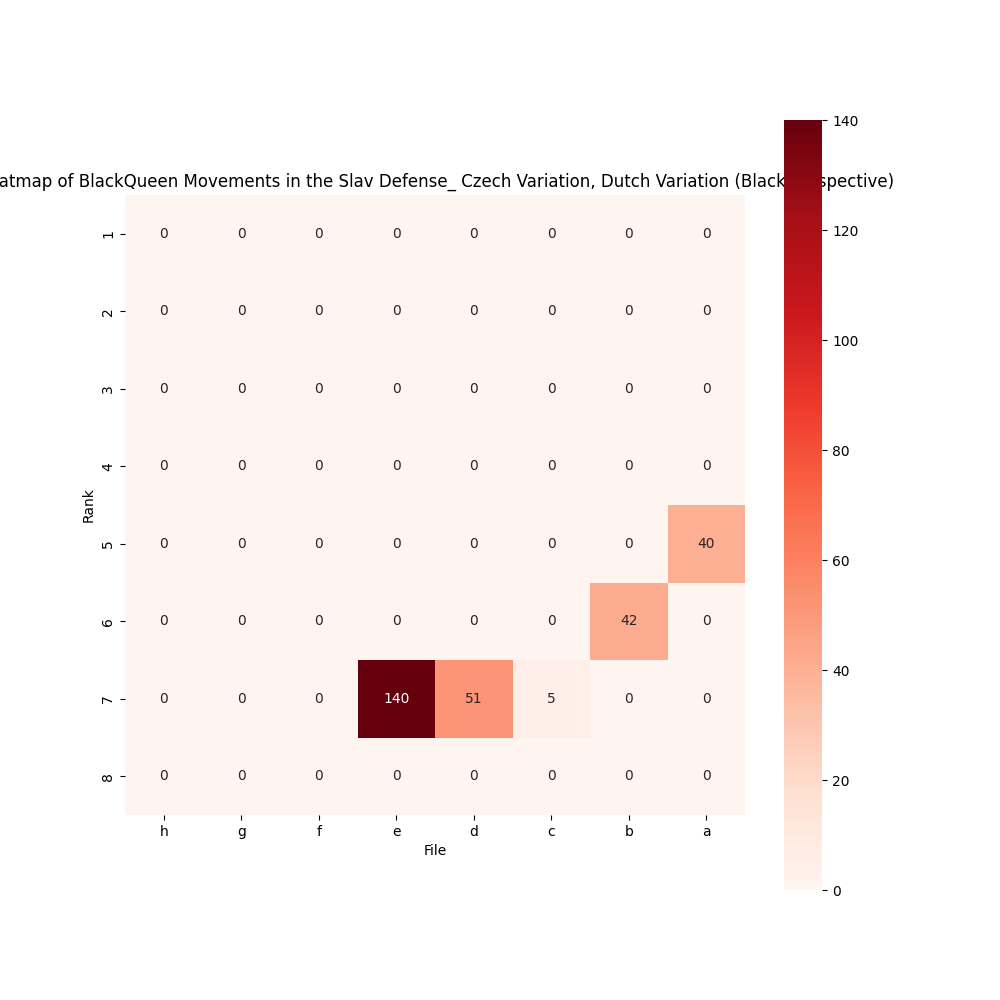 140
atmap of BlackQueen Movements in the Slav Defense_ Czech Variation, Dutch Variation (Black spective)
1 0 0 0 0 0 0 0 0
120
2 0 0 0 0 0 0 0 0
100
3 0 0 0 0 0 0 0 0
80
4 0 0 0 0 0 0 0 0
Rank
5 0 0 0 0 0 0 0 40
60
6 0 0 0 0 0 0 42 0
40
7 0 0 0 140 51 5 0 0
8 0 0 0 0 0 0 0 0
20
h g f e d c b a
File
0